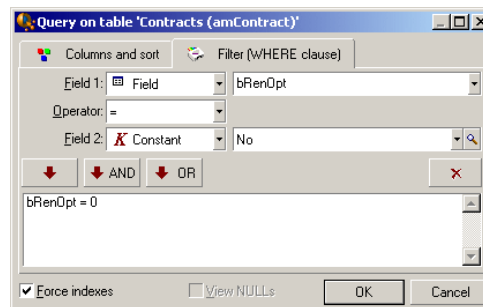 Query on table 'Contracts (amContract)'
Columns and sort
Filter (WHERE clause)
Field 1: Field bRenOpt
Operator: =
Field 2: K Constant No
AND OR
bRenOpt = 0
Force indexes View NULLs OK Cancel